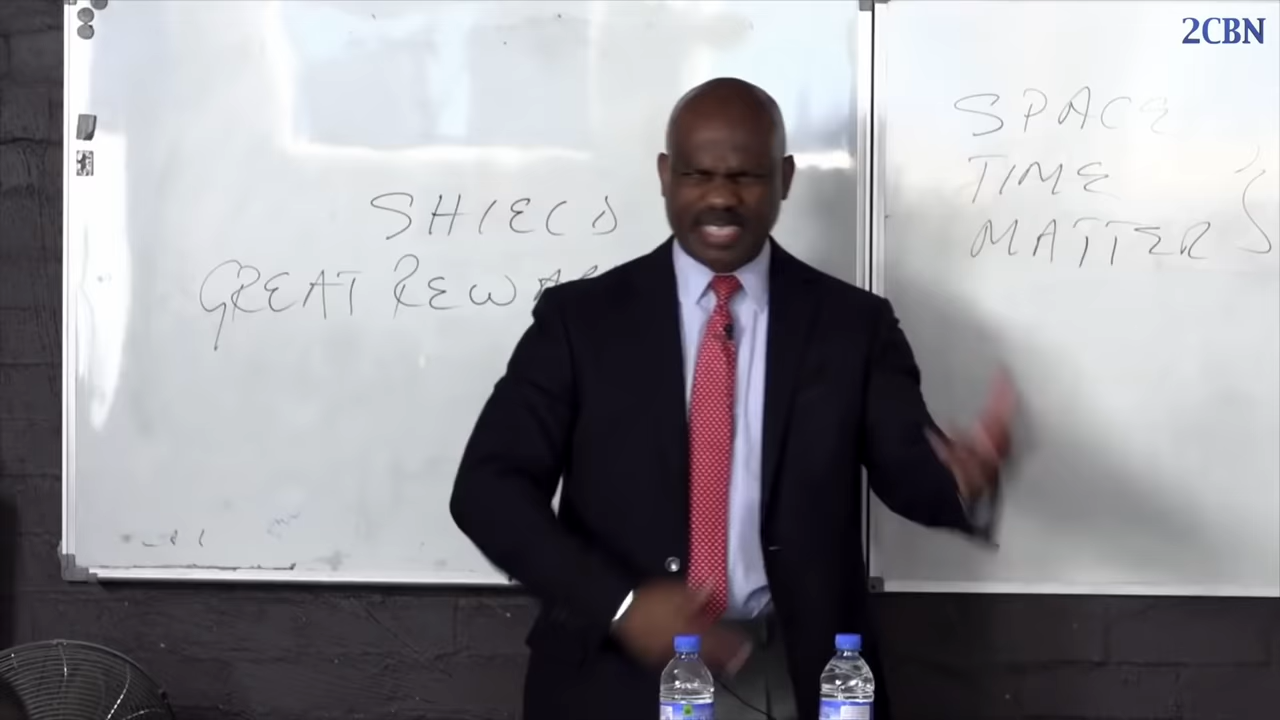 2CBN
SHIELD
GREAT REWA
SPACE
TIME
MATTER